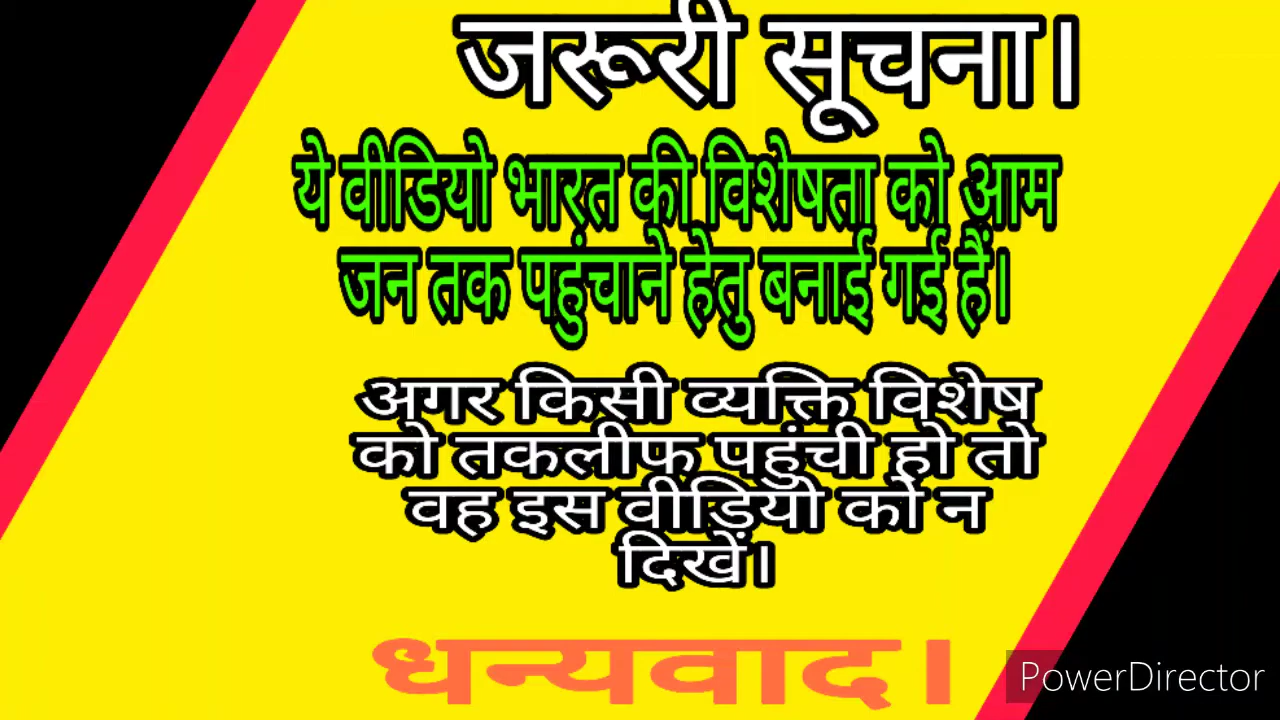 जरूरी सूचना।
ये वीडियो भारत की विशेषता को आम
जन तक पहुंचाने हेतु बनाई गई हैं।
अगर किसी व्यक्ति विशेष
को तकलीफ पहुंची हो तो
वह इस वीड़ियो को न
दिखें।
धन्यवाद।
PowerDirector